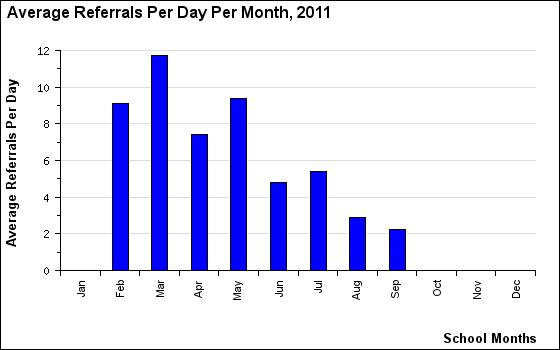 Average Referrals Per Day Per Month, 2011
Average Referrals Per Day
12
10
8
6
4
2
0
Jan
Feb
Mar
Apr
May
Jun
Jul
Aug
Sep
Oct
Nov
Dec
School Months